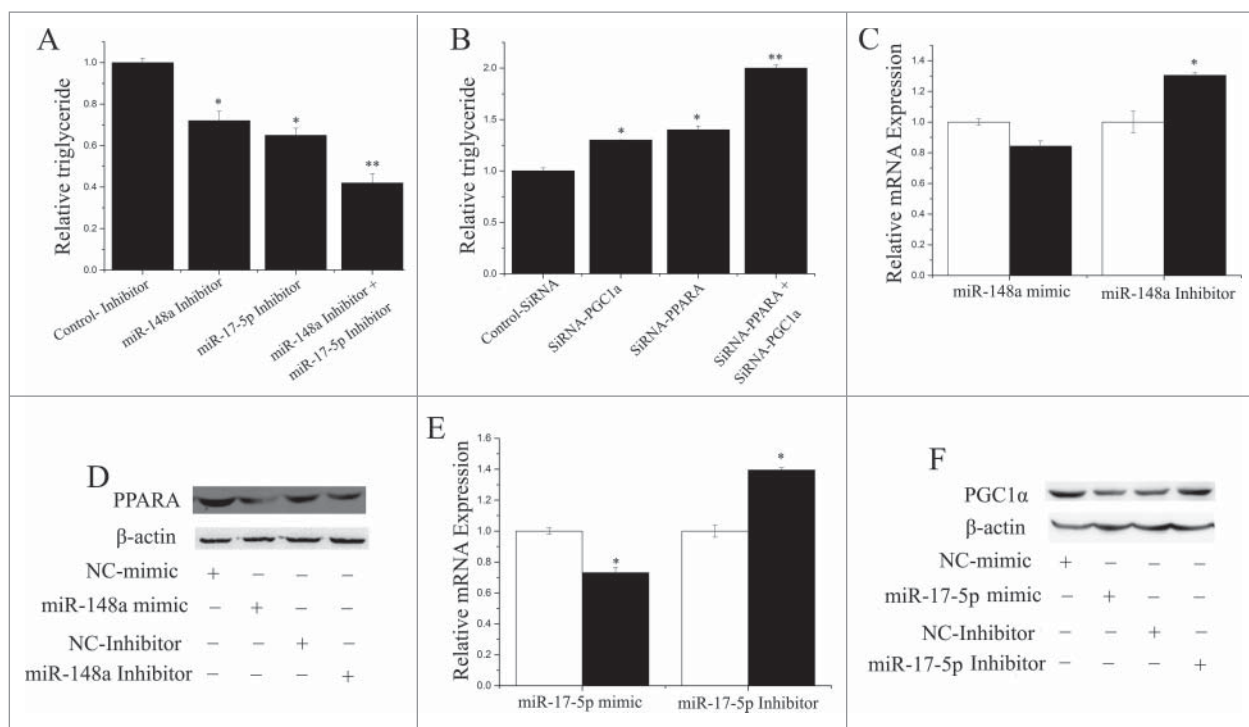 A
Relative triglyceride
1.0
0.8
0.6
0.4
0.2
0.0
*
*
**
Control- Inhibitor
miR-148a Inhibitor
miR-17-5p Inhibitor
miR-148a Inhibitor +
miR-17-5p Inhibitor
B
Relative triglyceride
2.0
1.5
1.0
0.5
0.0
*
*
**
Control-SiRNA
SiRNA-PGC1a
SiRNA-PPARA
SiRNA-PPARA +
SiRNA-PGC1a
C
Relative mRNA Expression
1.4
1.2
1.0
0.8
0.6
0.4
0.2
0.0
*
miR-148a mimic
miR-148a Inhibitor
D
PPARA
β-actin
NC-mimic + − − −
miR-148a mimic − + − −
NC-Inhibitor − − + −
miR-148a Inhibitor − − − +
E
Relative mRNA Expression
1.6
1.4
1.2
1.0
0.8
0.6
0.4
0.2
0.0
*
*
miR-17-5p mimic
miR-17-5p Inhibitor
F
PGC1α
β-actin
NC-mimic + − − −
miR-17-5p mimic − + − −
NC-Inhibitor − − + −
miR-17-5p Inhibitor − − − +